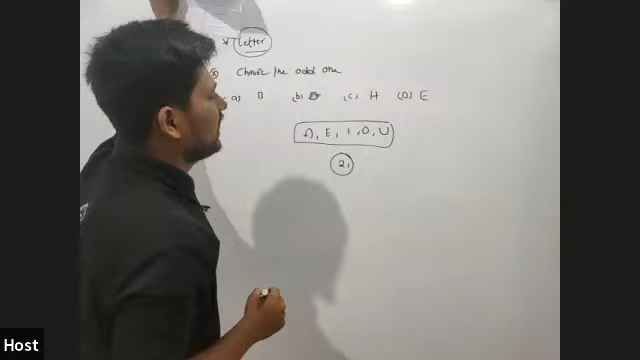 * Letter
Choose the odd one
(a) B (b) (c) H (D) E
A, E, I, O, U
2,
Host